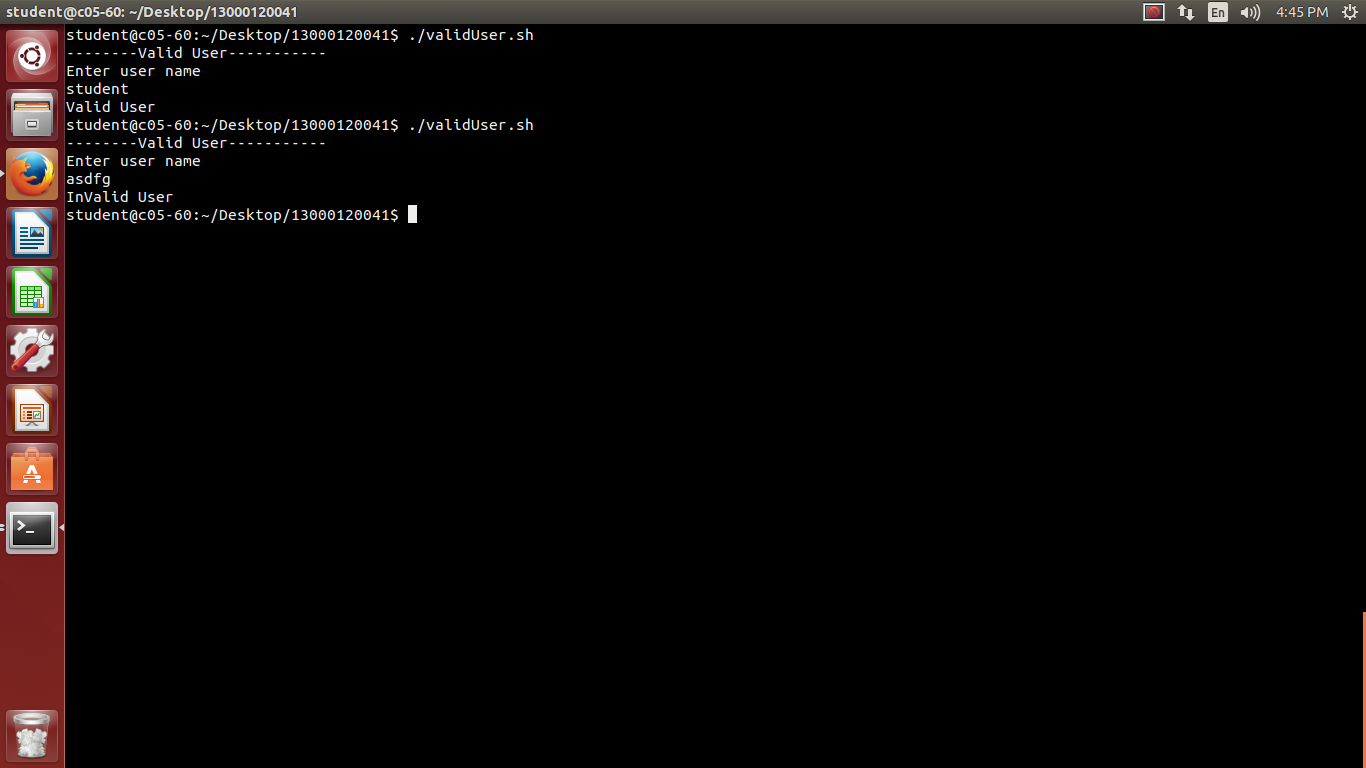 student@c05-60: ~/Desktop/13000120041
En
4:45 PM
student@c05-60:~/Desktop/13000120041$ ./validUser.sh
--------Valid User-----------
Enter user name
student
Valid User
student@c05-60:~/Desktop/13000120041$ ./validUser.sh
--------Valid User-----------
Enter user name
asdfg
InValid User
student@c05-60:~/Desktop/13000120041$